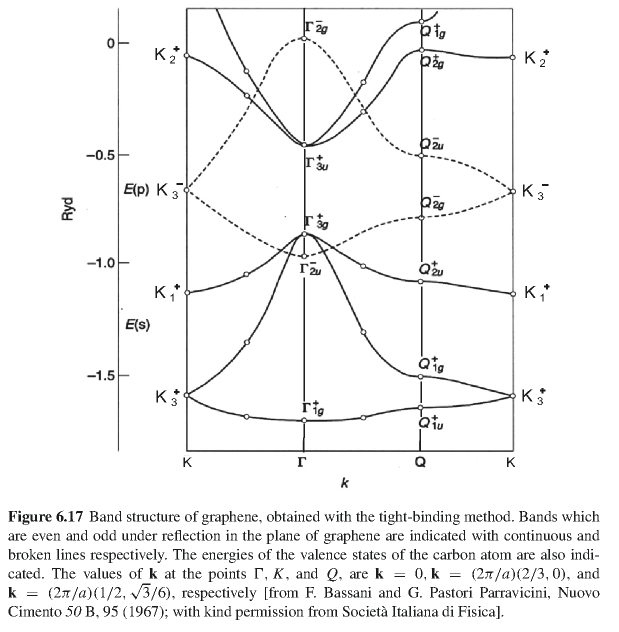 0
−0.5
−1.0
−1.5
Ryd
E(p)
E(s)
K₂⁺
K₃⁻
K₁⁺
K₃⁺
Γ₂g⁻
Γ₃u⁺
Γ₃g⁺
Γ₂u⁻
Γ₁g⁺
Q₁g⁺
Q₂g⁺
Q₂u⁻
Q₂g⁻
Q₂u⁺
Q₁g⁺
Q₁u⁺
K₂⁺
K₃⁻
K₁⁺
K₃⁺
K Γ Q K
k
Figure 6.17 Band structure of graphene, obtained with the tight-binding method. Bands which
are even and odd under reflection in the plane of graphene are indicated with continuous and
broken lines respectively. The energies of the valence states of the carbon atom are also indi-
cated. The values of k at the points Γ, K, and Q, are k = 0, k = (2π/a)(2/3, 0), and
k = (2π/a)(1/2, √3/6), respectively [from F. Bassani and G. Pastori Parravicini, Nuovo
Cimento 50 B, 95 (1967); with kind permission from Società Italiana di Fisica].